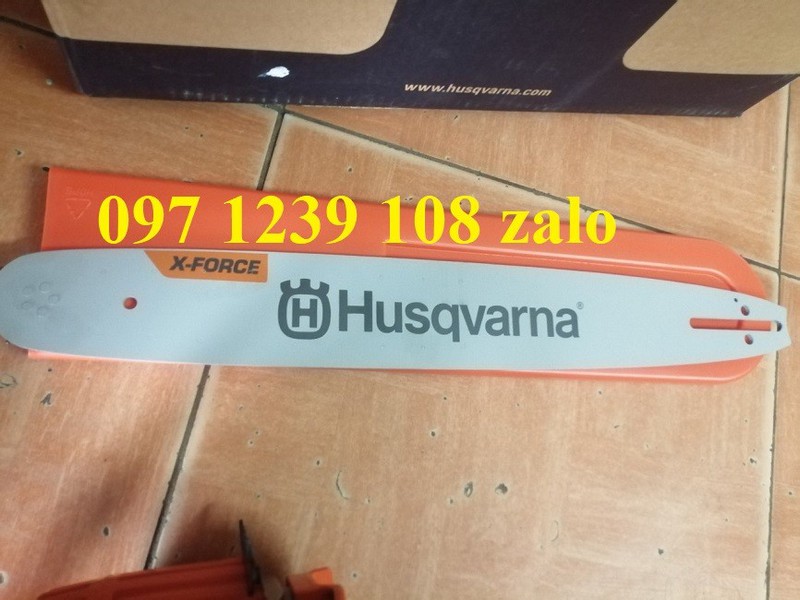 www.husqvarna.com
097 1239 108 zalo
X-FORCE
Husqvarna®